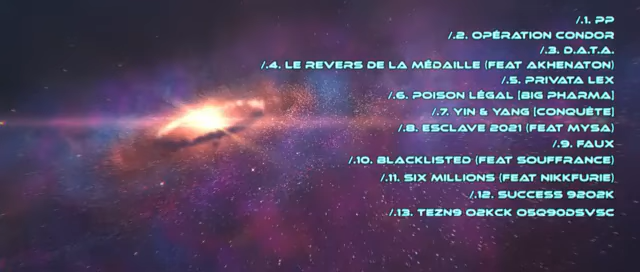 /.1. PP
/.2. OPÉRATION CONDOR
/.3. D.A.T.A.
/.4. LE REVERS DE LA MÉDAILLE (FEAT AKHENATON)
/.5. PRIVATA LEX
/.6. POISON LÉGAL [BIG PHARMA]
/.7. YIN & YANG [CONQUÊTE]
/.8. ESCLAVE 2021 (FEAT MYSA)
/.9. FAUX
/.10. BLACKLISTED (FEAT SOUFFRANCE)
/.11. SIX MILLIONS (FEAT NIKKFURIE)
/.12. SUCCESS 9202K
/.13. TEZN9 02KCK 05Q90DSVSC